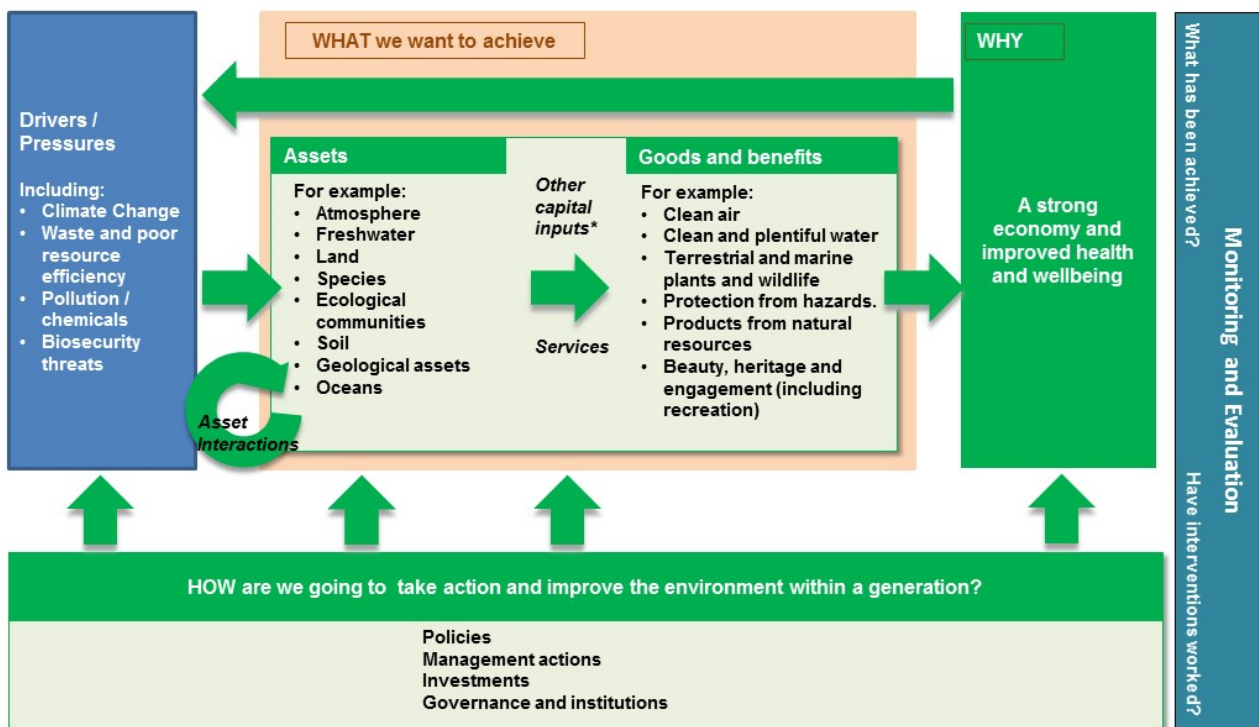 WHAT we want to achieve
WHY
Drivers /
Pressures
Including:
• Climate Change
• Waste and poor
resource
efficiency
• Pollution /
chemicals
• Biosecurity
threats
Assets
For example:
• Atmosphere
• Freshwater
• Land
• Species
• Ecological
communities
• Soil
• Geological assets
• Oceans
Asset
Interactions
Other
capital
inputs*
Services
Goods and benefits
For example:
• Clean air
• Clean and plentiful water
• Terrestrial and marine
plants and wildlife
• Protection from hazards.
• Products from natural
resources
• Beauty, heritage and
engagement (including
recreation)
A strong
economy and
improved health
and wellbeing
What has been achieved?
Have interventions worked?
Monitoring and Evaluation
HOW are we going to take action and improve the environment within a generation?
Policies
Management actions
Investments
Governance and institutions